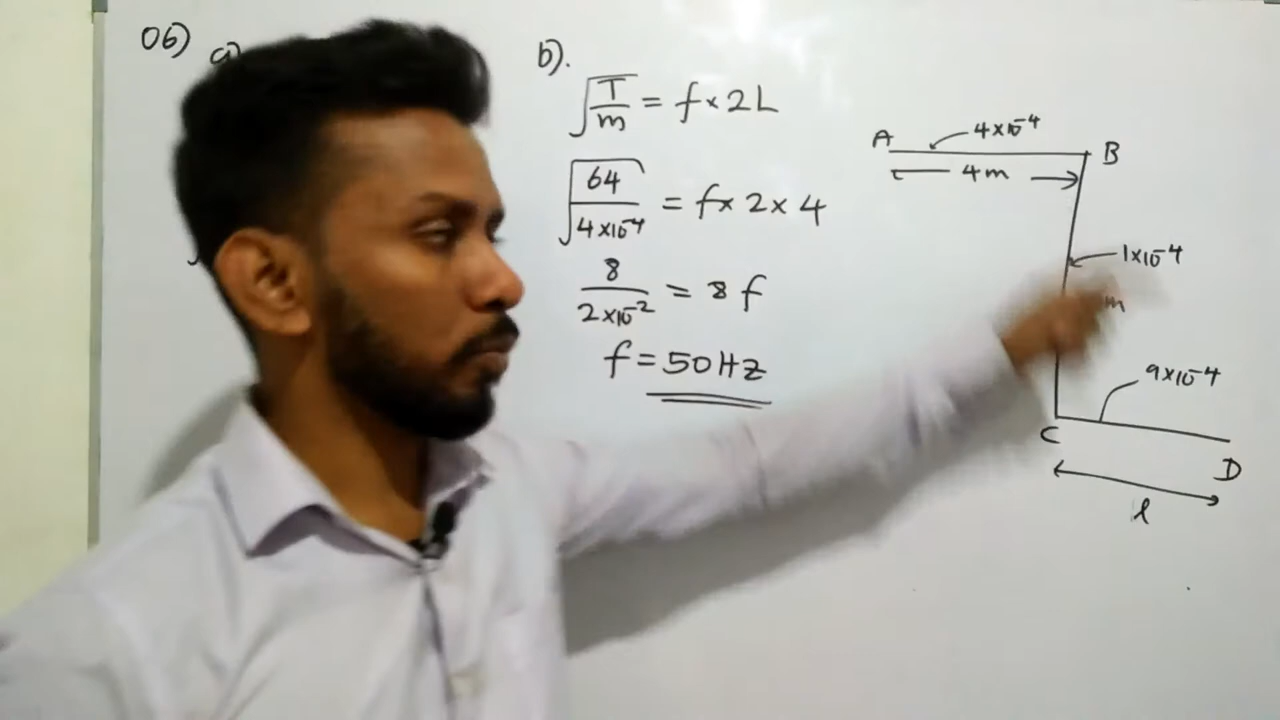 06) a)
b).
√(T/m) = f × 2L
√(64/4×10⁻⁴) = f × 2 × 4
8/2×10⁻² = 8f
f = 50Hz
A
4×10⁻⁴
B
4m
1×10⁻⁴
m
9×10⁻⁴
C
D
l